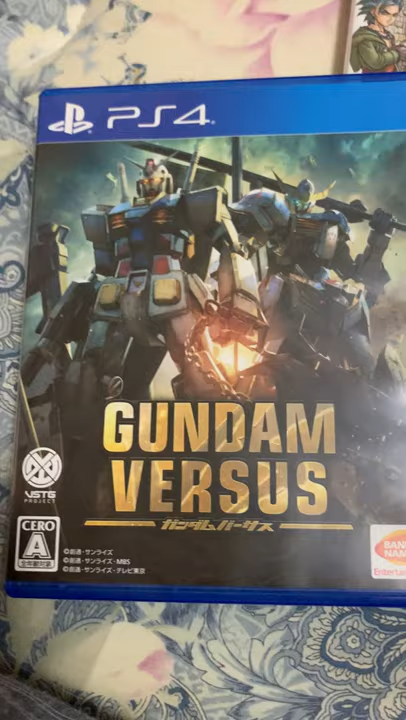 PS4
GUNDAM
VERSUS
ガンダムバーサス
VSTG
PROJECT
CERO
A
全年齢対象
©創通・サンライズ
©創通・サンライズ・MBS
©創通・サンライズ・テレビ東京
BAN
NAM
Enterta